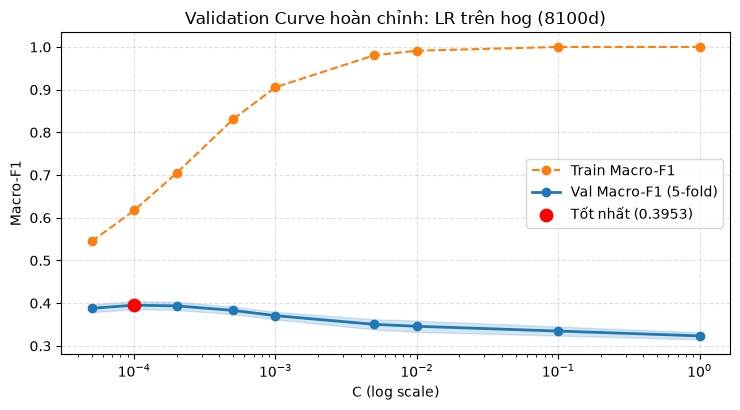 Validation Curve hoàn chỉnh: LR trên hog (8100d)
Macro-F1
1.0
0.9
0.8
0.7
0.6
0.5
0.4
0.3
Train Macro-F1
Val Macro-F1 (5-fold)
Tốt nhất (0.3953)
10⁻⁴
10⁻³
10⁻²
10⁻¹
10⁰
C (log scale)